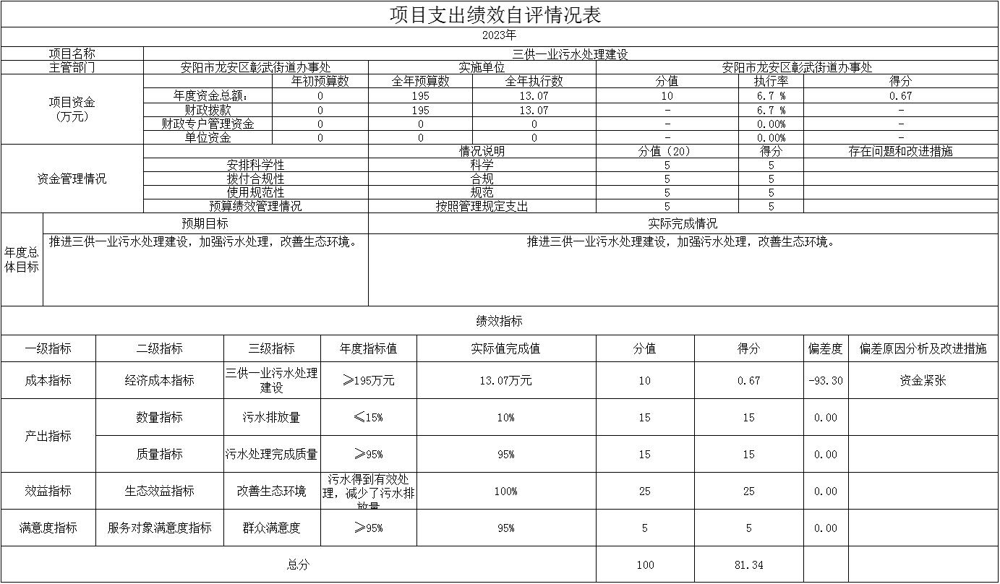 项目支出绩效自评情况表
2023年
项目名称 三供一业污水处理建设
主管部门 安阳市龙安区彰武街道办事处 实施单位 安阳市龙安区彰武街道办事处
项目资金
(万元)
年初预算数 全年预算数 全年执行数 分值 执行率 得分
年度资金总额: 0 195 13.07 10 6.7 % 0.67
财政拨款 0 195 13.07 - 6.7 % -
财政专户管理资金 0 0 0 - 0.00% -
单位资金 0 0 0 - 0.00% -
资金管理情况
情况说明 分值（20） 得分 存在问题和改进措施
安排科学性 科学 5 5
拨付合规性 合规 5 5
使用规范性 规范 5 5
预算绩效管理情况 按照管理规定支出 5 5
年度总
体目标
预期目标 实际完成情况
推进三供一业污水处理建设，加强污水处理，改善生态环境。 推进三供一业污水处理建设，加强污水处理，改善生态环境。
绩效指标
一级指标 二级指标 三级指标 年度指标值 实际值完成值 分值 得分 偏差度 偏差原因分析及改进措施
成本指标 经济成本指标 三供一业污水处理
建设 ≥195万元 13.07万元 10 0.67 -93.30 资金紧张
产出指标
数量指标 污水排放量 ≤15% 10% 15 15 0.00
质量指标 污水处理完成质量 ≥95% 95% 15 15 0.00
效益指标 生态效益指标 改善生态环境 污水得到有效处
理，减少了污水排
放量 100% 25 25 0.00
满意度指标 服务对象满意度指标 群众满意度 ≥95% 95% 5 5 0.00
总分 100 81.34